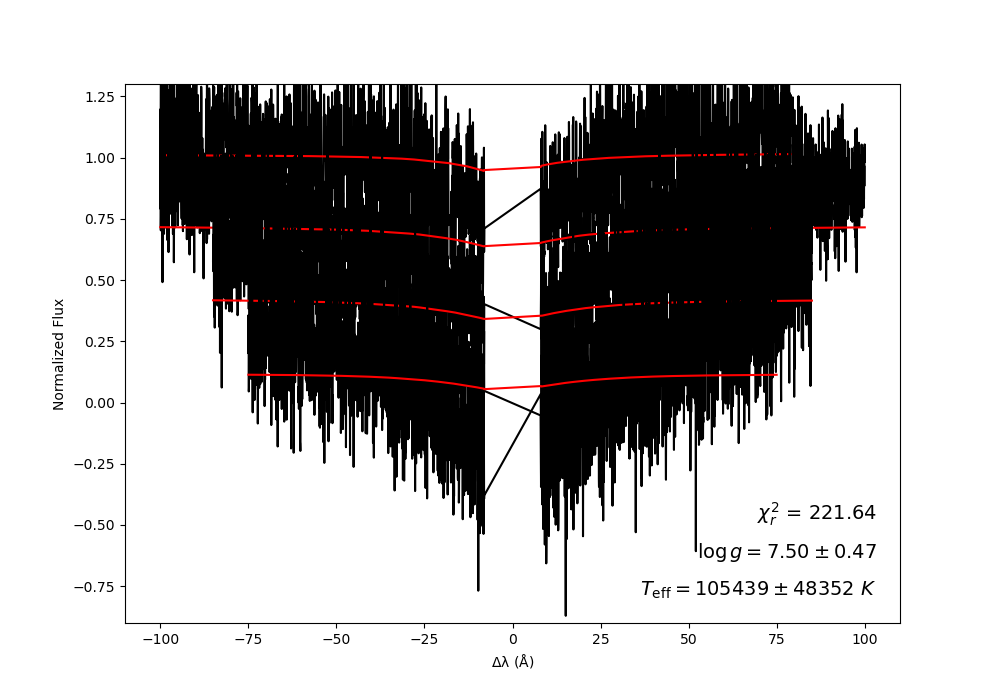 1.25
1.00
0.75
0.50
0.25
0.00
−0.25
−0.50
−0.75
Normalized Flux
χ²ᵣ = 221.64
log g = 7.50 ± 0.47
T_eff = 105439 ± 48352 K
−100 −75 −50 −25 0 25 50 75 100
Δλ (Å)